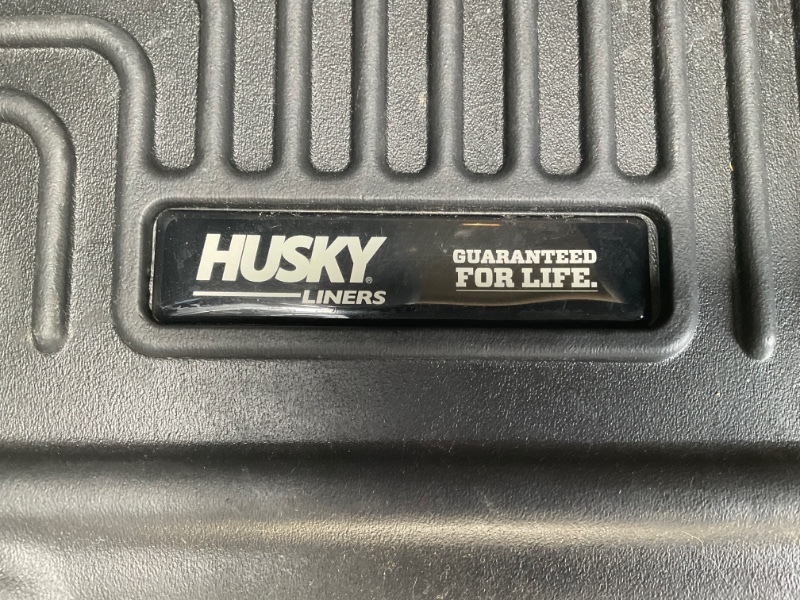 HUSKY®
LINERS
GUARANTEED
FOR LIFE.